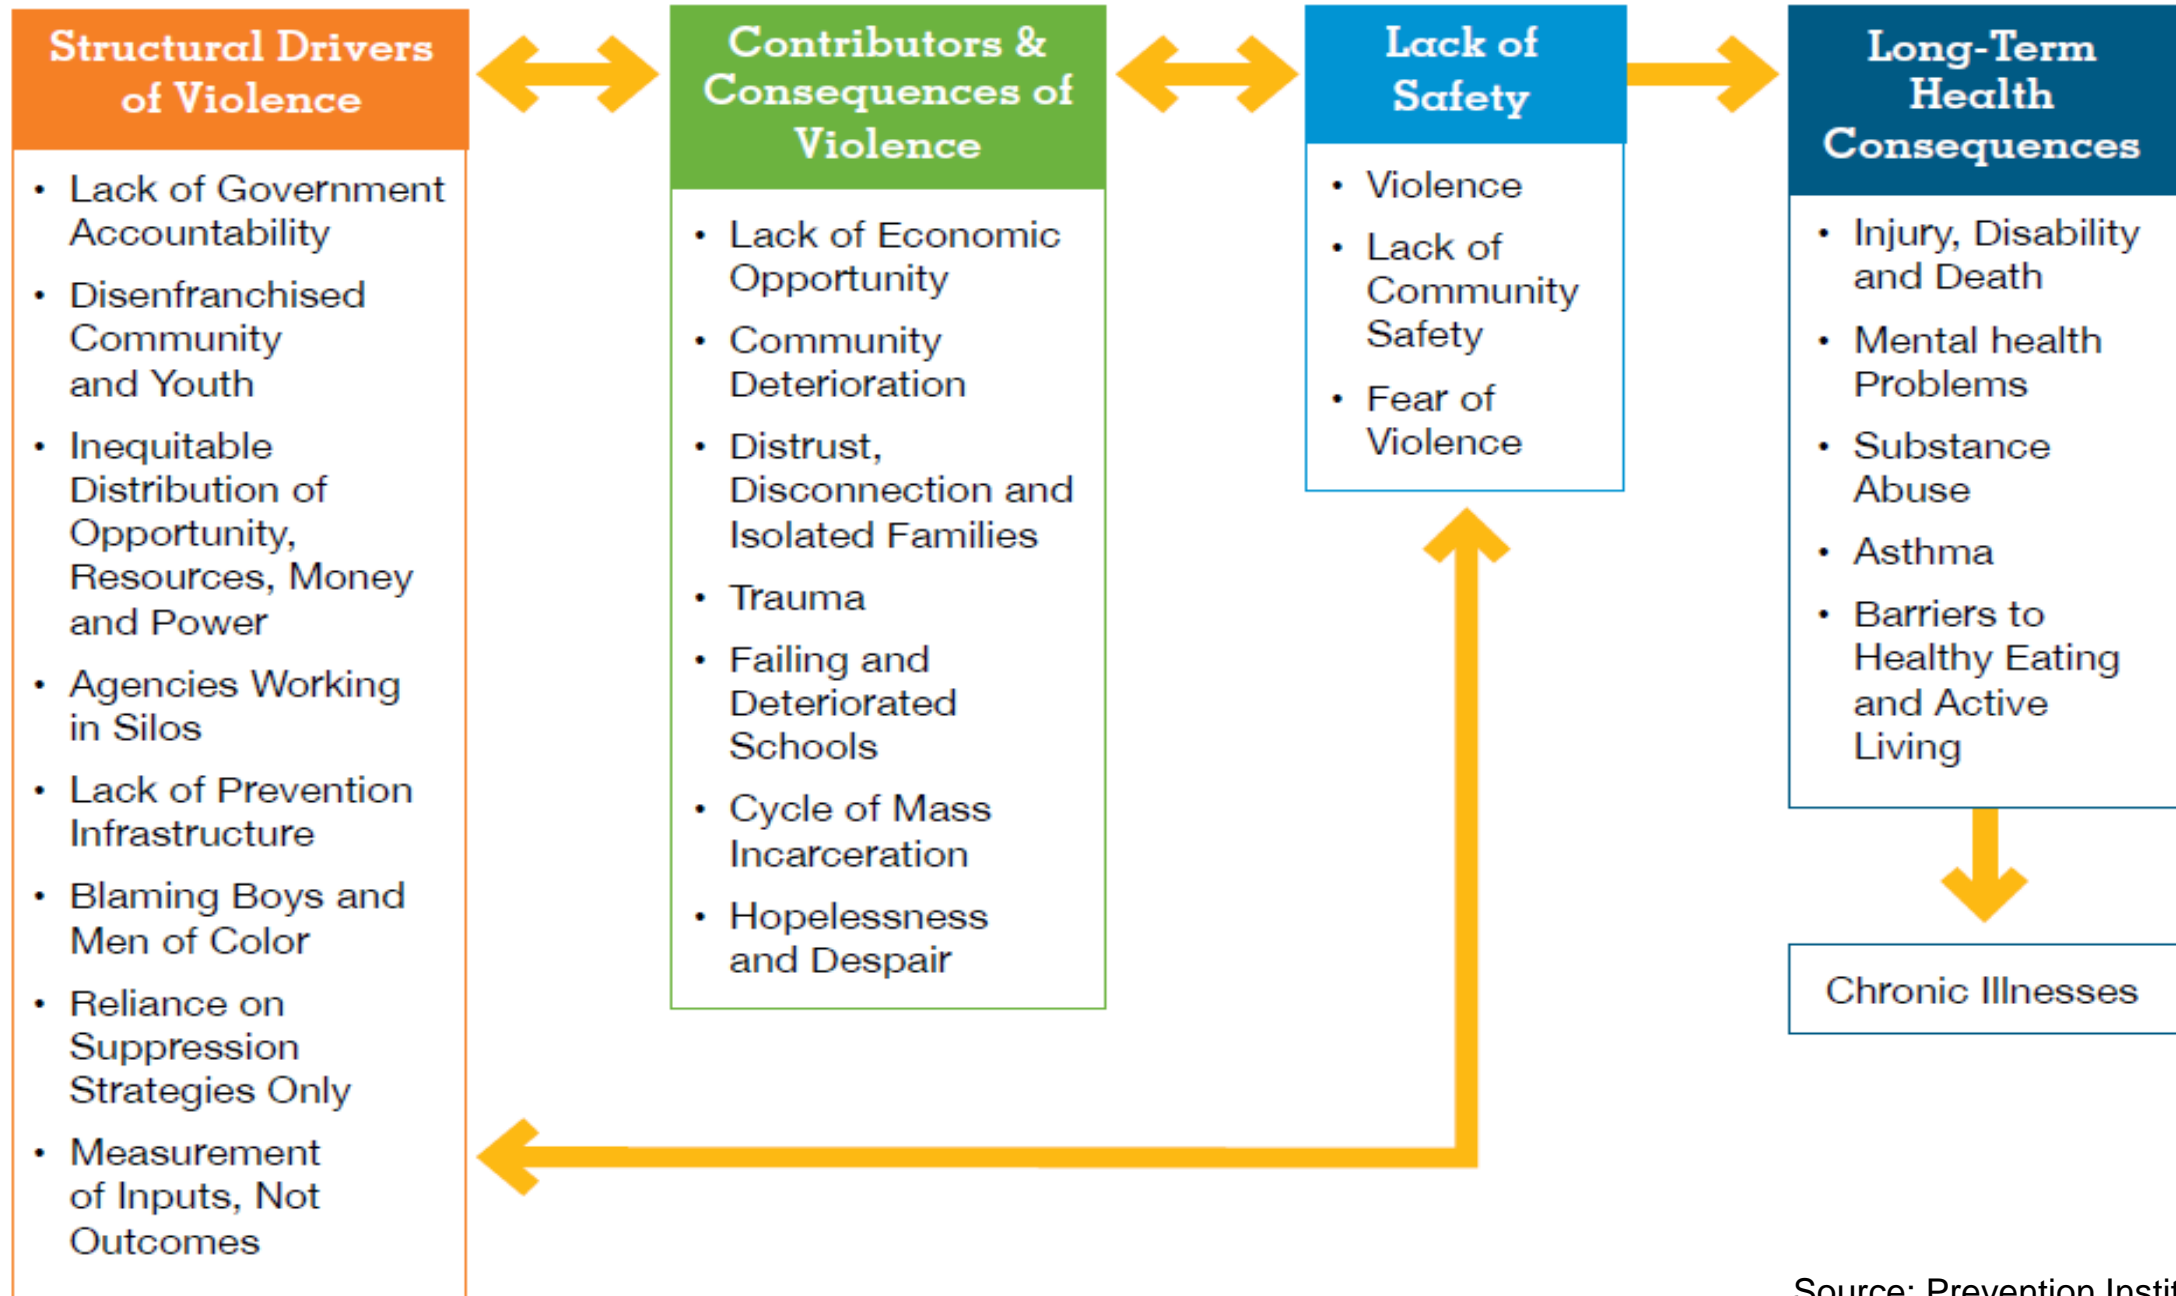 Structural Drivers
of Violence
• Lack of Government
Accountability
• Disenfranchised
Community
and Youth
• Inequitable
Distribution of
Opportunity,
Resources, Money
and Power
• Agencies Working
in Silos
• Lack of Prevention
Infrastructure
• Blaming Boys and
Men of Color
• Reliance on
Suppression
Strategies Only
• Measurement
of Inputs, Not
Outcomes
Contributors &
Consequences of
Violence
• Lack of Economic
Opportunity
• Community
Deterioration
• Distrust,
Disconnection and
Isolated Families
• Trauma
• Failing and
Deteriorated
Schools
• Cycle of Mass
Incarceration
• Hopelessness
and Despair
Lack of
Safety
• Violence
• Lack of
Community
Safety
• Fear of
Violence
Long-Term
Health
Consequences
• Injury, Disability
and Death
• Mental health
Problems
• Substance
Abuse
• Asthma
• Barriers to
Healthy Eating
and Active
Living
Chronic Illnesses
Source: Prevention